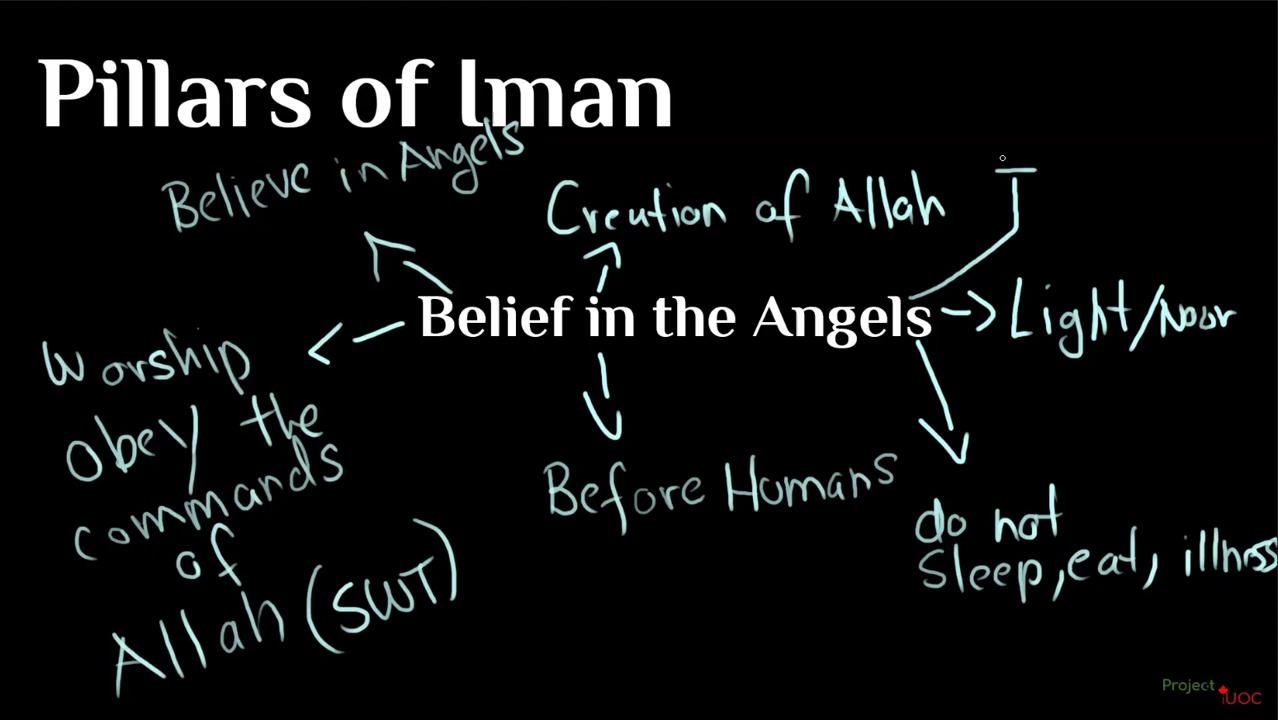 Pillars of Iman
Believe in Angels
Creation of Allah
Belief in the Angels
Light/Noor
Worship
obey the
commands
of
Allah (SWT)
Before Humans
do not
Sleep, eat, illness
Project
iUOC